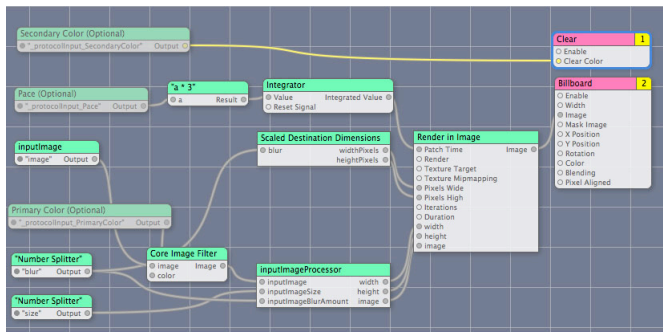 Secondary Color (Optional)
"_protocolInput_SecondaryColor" Output
Clear 1
Enable
Clear Color
Pace (Optional)
"_protocolInput_Pace" Output
"a * 3"
a Result
Integrator
Value Integrated Value
Reset Signal
Billboard 2
Enable
Width
Image
Mask Image
X Position
Y Position
Rotation
Color
Blending
Pixel Aligned
inputImage
"image" Output
Scaled Destination Dimensions
blur widthPixels
heightPixels
Render in Image
Patch Time Image
Render
Texture Target
Texture Mipmapping
Pixels Wide
Pixels High
Iterations
Duration
width
height
image
Primary Color (Optional)
"_protocolInput_PrimaryColor" Output
"Number Splitter"
"blur" Output
Core Image Filter
image Image
color
inputImageProcessor
inputImage width
inputImageSize height
inputImageBlurAmount image
"Number Splitter"
"size" Output